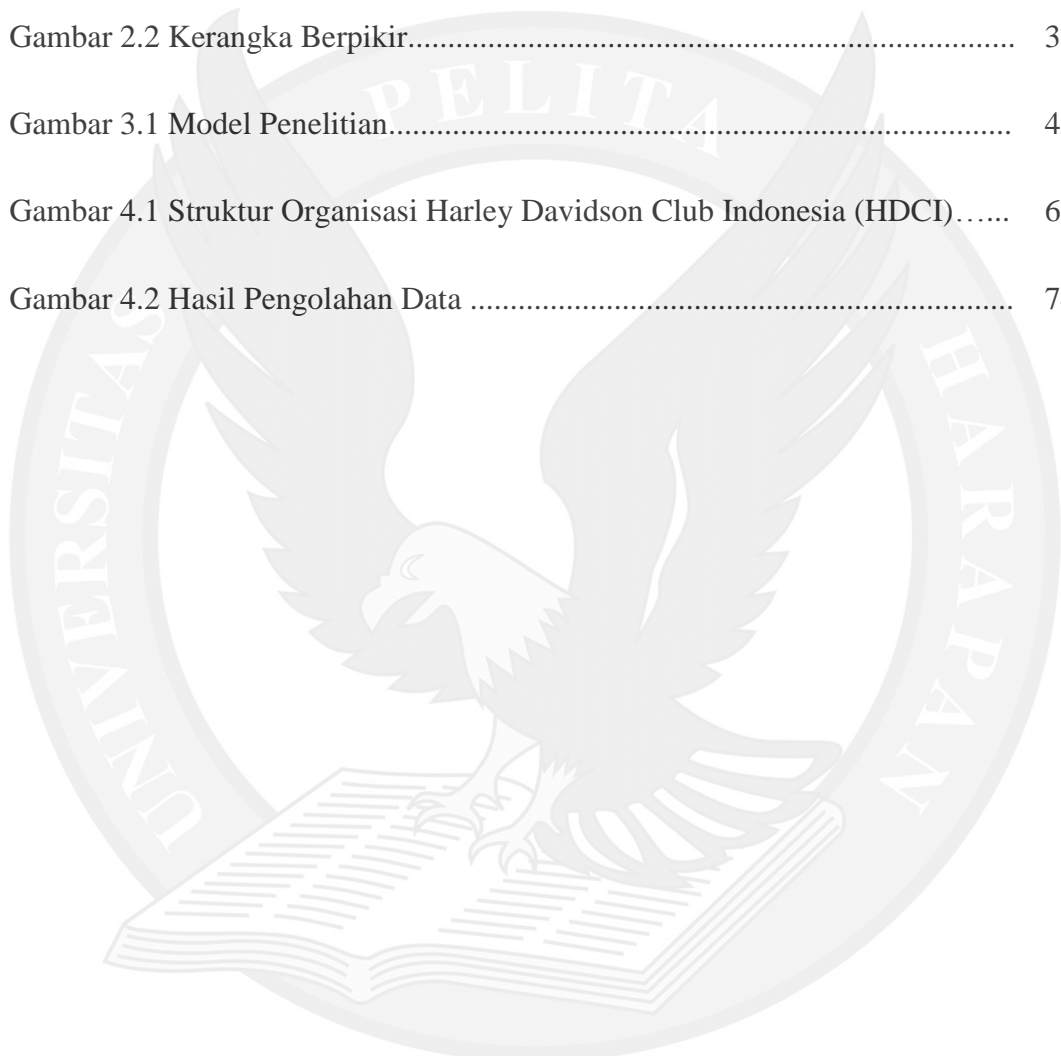 Gambar 2.2 Kerangka Berpikir.......................................................................................... 3
Gambar 3.1 Model Penelitian............................................................................................ 4
Gambar 4.1 Struktur Organisasi Harley Davidson Club Indonesia (HDCI)…... 6
Gambar 4.2 Hasil Pengolahan Data ................................................................................ 7
UNIVERSITAS PELITA HARAPAN